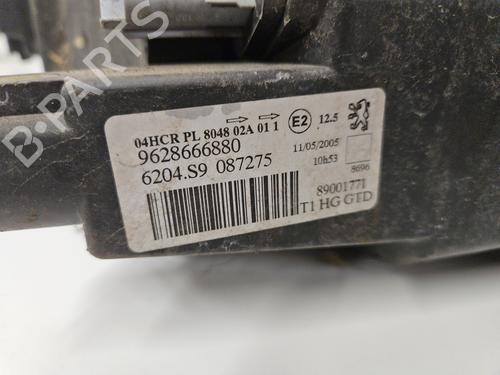 B-PARTS
04HCR PL 8048 02A 01 1 E2 12.5
9628666880 11/05/2005
10h53
6204.S9 087275 8696
89001771
T1 HG GTD